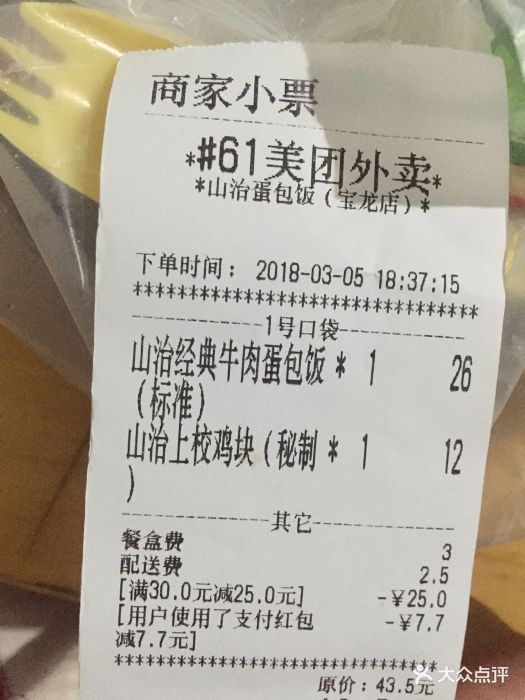 商家小票
*#61美团外卖*
*山治蛋包饭(宝龙店)*
下单时间: 2018-03-05 18:37:15
********************************
1号口袋
山治经典牛肉蛋包饭 * 1 26
(标准)
山治上校鸡块(秘制 * 1 12
)
其它
餐盒费 3
配送费 2.5
[满30.0元减25.0元] -￥25.0
[用户使用了支付红包 -￥7.7
减7.7元]
********************************
原价: 43.5元
大众点评